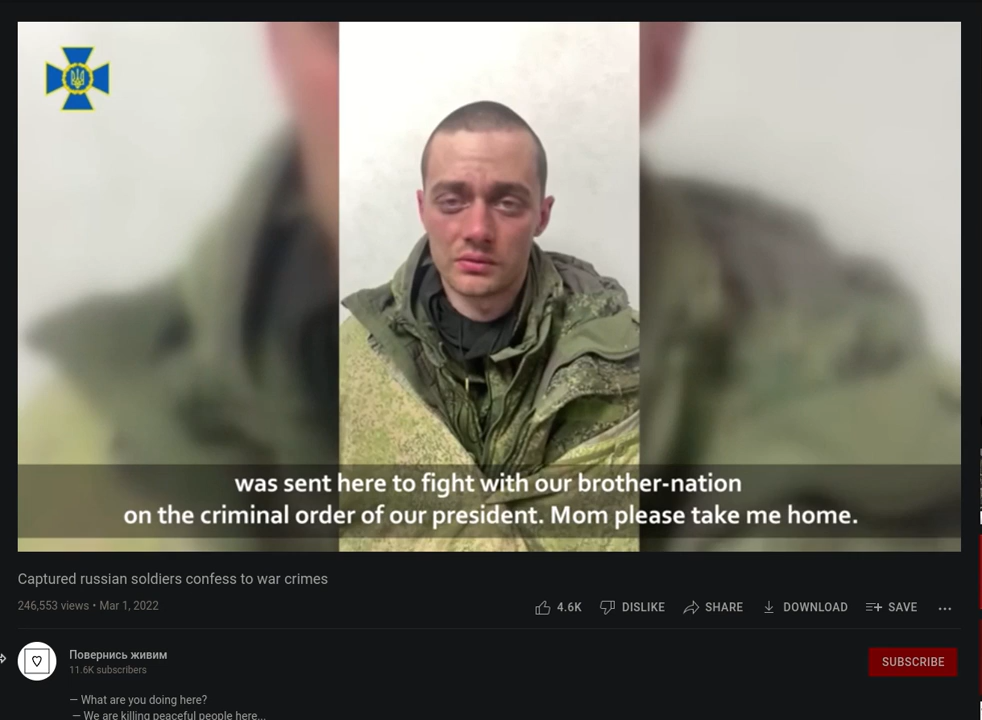 was sent here to fight with our brother-nation
on the criminal order of our president. Mom please take me home.
Captured russian soldiers confess to war crimes
246,553 views • Mar 1, 2022
4.6K DISLIKE SHARE DOWNLOAD SAVE ...
Повернись живим
11.6K subscribers
SUBSCRIBE
— What are you doing here?
— We are killing peaceful people here...